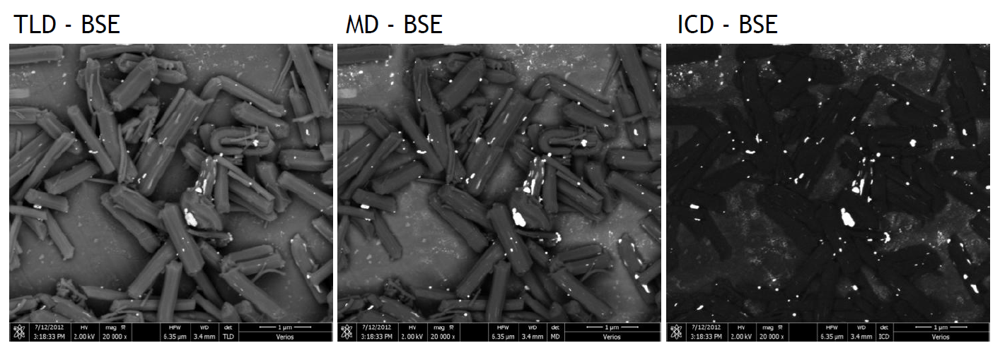 TLD - BSE
MD - BSE
ICD - BSE
7/12/2012 HV mag HPW WD det 1 µm
3:18:33 PM 2.00 kV 20 000 x 6.35 µm 3.4 mm TLD Verios
7/12/2012 HV mag HPW WD det 1 µm
3:18:33 PM 2.00 kV 20 000 x 6.35 µm 3.4 mm MD Verios
7/12/2012 HV mag HPW WD det 1 µm
3:18:33 PM 2.00 kV 20 000 x 6.35 µm 3.4 mm ICD Verios